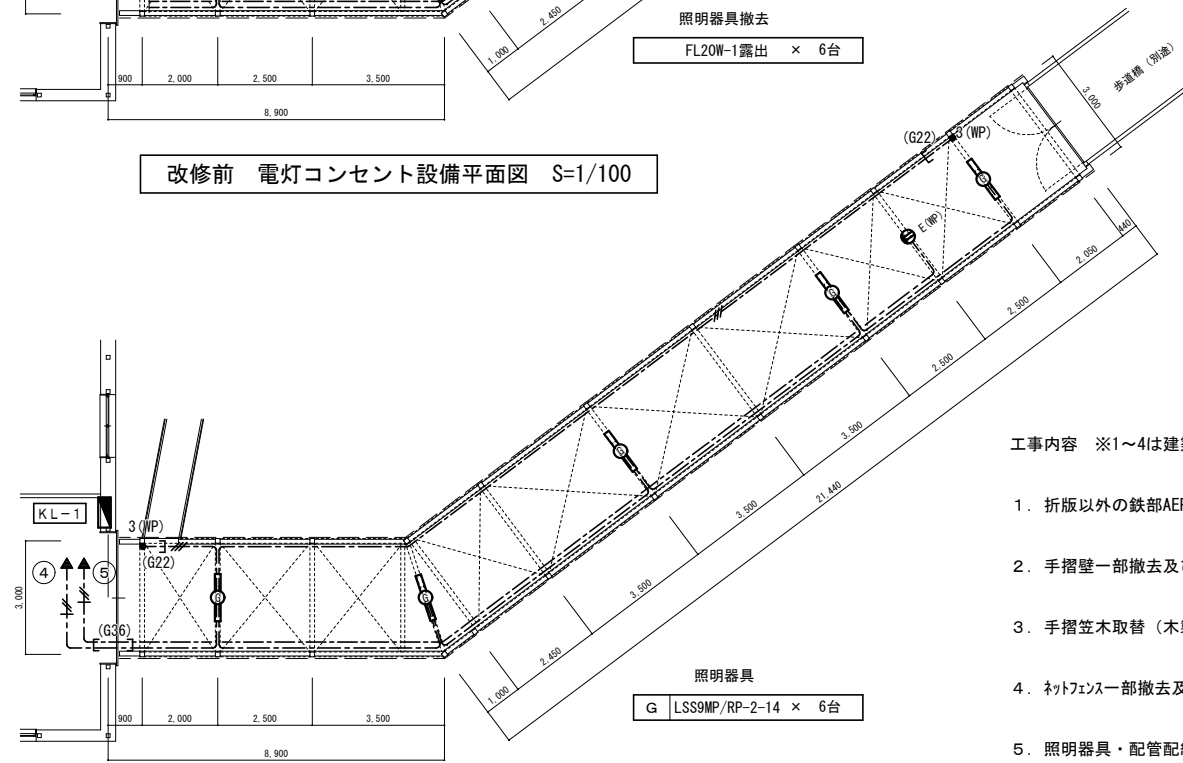 2,450
1,000
照明器具撤去
FL20W-1露出 × 6台
900 2,000 2,500 3,500
8,900
3,000
歩道橋（別途）
改修前 電灯コンセント設備平面図 S=1/100
(G22) 3(WP)
G
E(WP)
440
2,050
2,500
G
2,500
3,500
G
21,440
3,500
3,500
2,450
1,000
KL-1
3(WP)
(G22)
④ ⑤
3,000
G G
(G36)
900 2,000 2,500 3,500
8,900
照明器具
G LSS9MP/RP-2-14 × 6台
工事内容 ※1~4は建
1. 折版以外の鉄部AE
2. 手摺壁一部撤去及
3. 手摺笠木取替（木
4. ネットフェンス一部撤去及
5. 照明器具・配管配